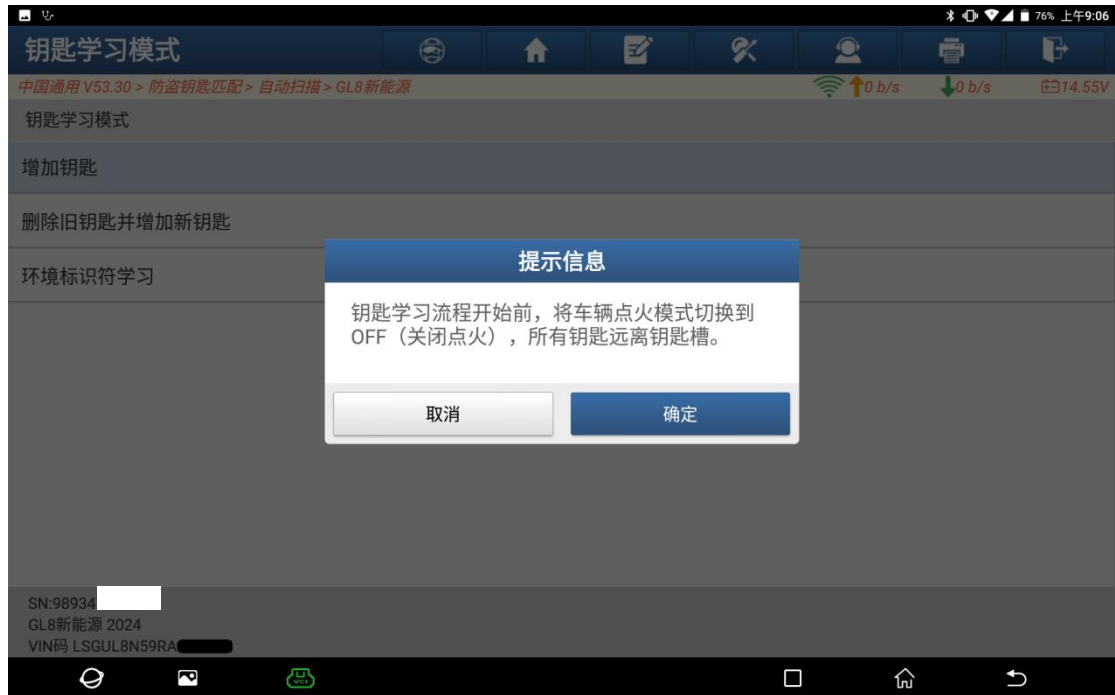 76% 上午9:06
钥匙学习模式
中国通用 V53.30 > 防盗钥匙匹配 > 自动扫描 > GL8新能源
0 b/s
0 b/s
14.55V
钥匙学习模式
增加钥匙
删除旧钥匙并增加新钥匙
环境标识符学习
提示信息
钥匙学习流程开始前，将车辆点火模式切换到
OFF（关闭点火），所有钥匙远离钥匙槽。
取消
确定
SN:98934
GL8新能源 2024
VIN码 LSGUL8N59RA
VCI